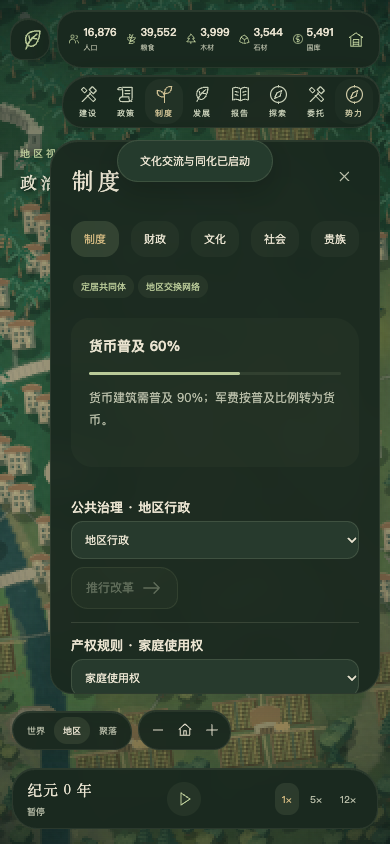 16,876
人口
39,552
粮食
3,999
木材
3,544
石材
5,491
国库
建设
政策
制度
发展
报告
探索
委托
势力
文化交流与同化已启动
地区视
政治
制度
制度
财政
文化
社会
贵族
定居共同体
地区交换网络
货币普及 60%
货币建筑需普及 90%；军费按普及比例转为货
币。
公共治理 · 地区行政
地区行政
推行改革
产权规则 · 家庭使用权
家庭使用权
世界
地区
聚落
纪元 0 年
暂停
1×
5×
12×